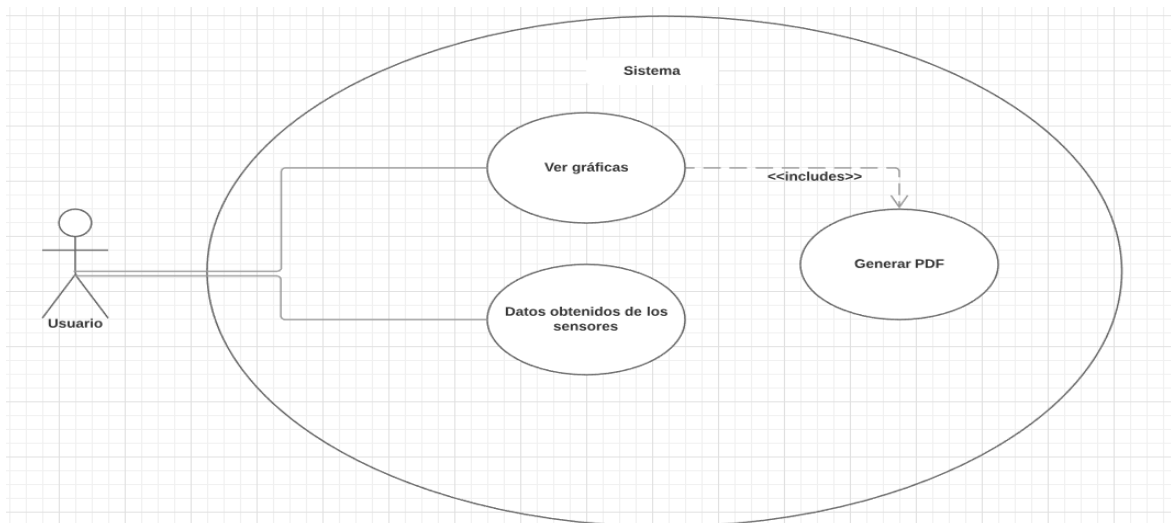 Sistema
Ver gráficas
<<includes>>
Generar PDF
Datos obtenidos de los
sensores
Usuario